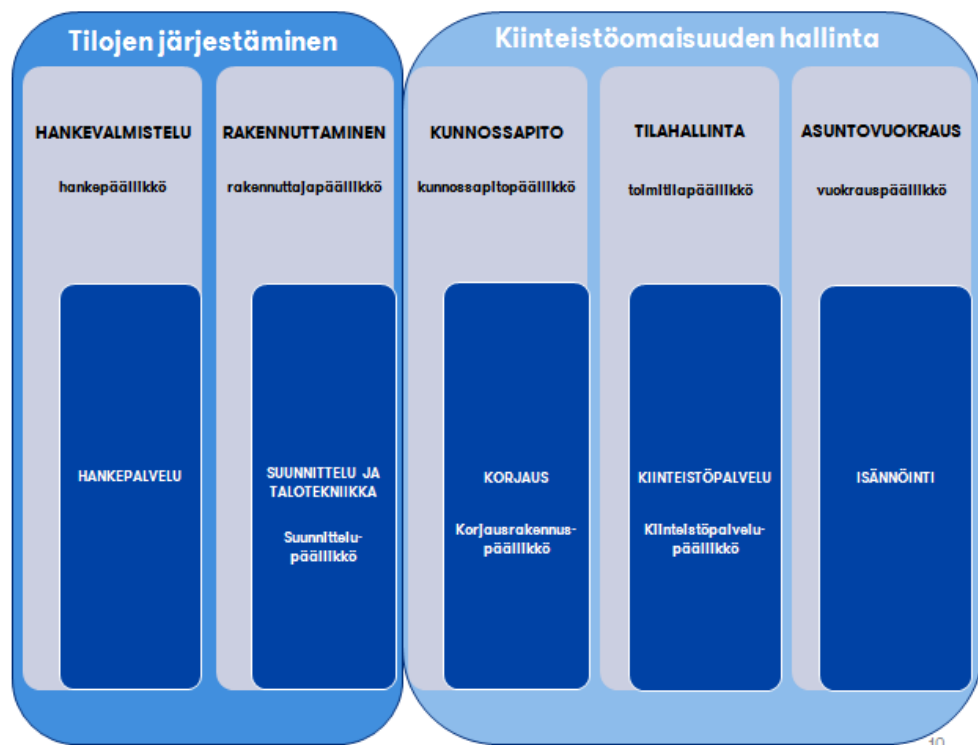 Tilojen järjestäminen
Kiinteistöomaisuuden hallinta
HANKEVALMISTELU
hankepäällikkö
RAKENNUTTAMINEN
rakennuttajapäällikkö
KUNNOSSAPITO
kunnossapitopäällikkö
TILAHALLINTA
toimitilapäällikkö
ASUNTOVUOKRAUS
vuokrauspäällikkö
HANKEPALVELU
SUUNNITTELU JA
TALOTEKNIIKKA
Suunnittelu-
päällikkö
KORJAUS
Korjausrakennus-
päällikkö
KIINTEISTÖPALVELU
Kiinteistöpalvelu-
päällikkö
ISÄNNÖINTI
10